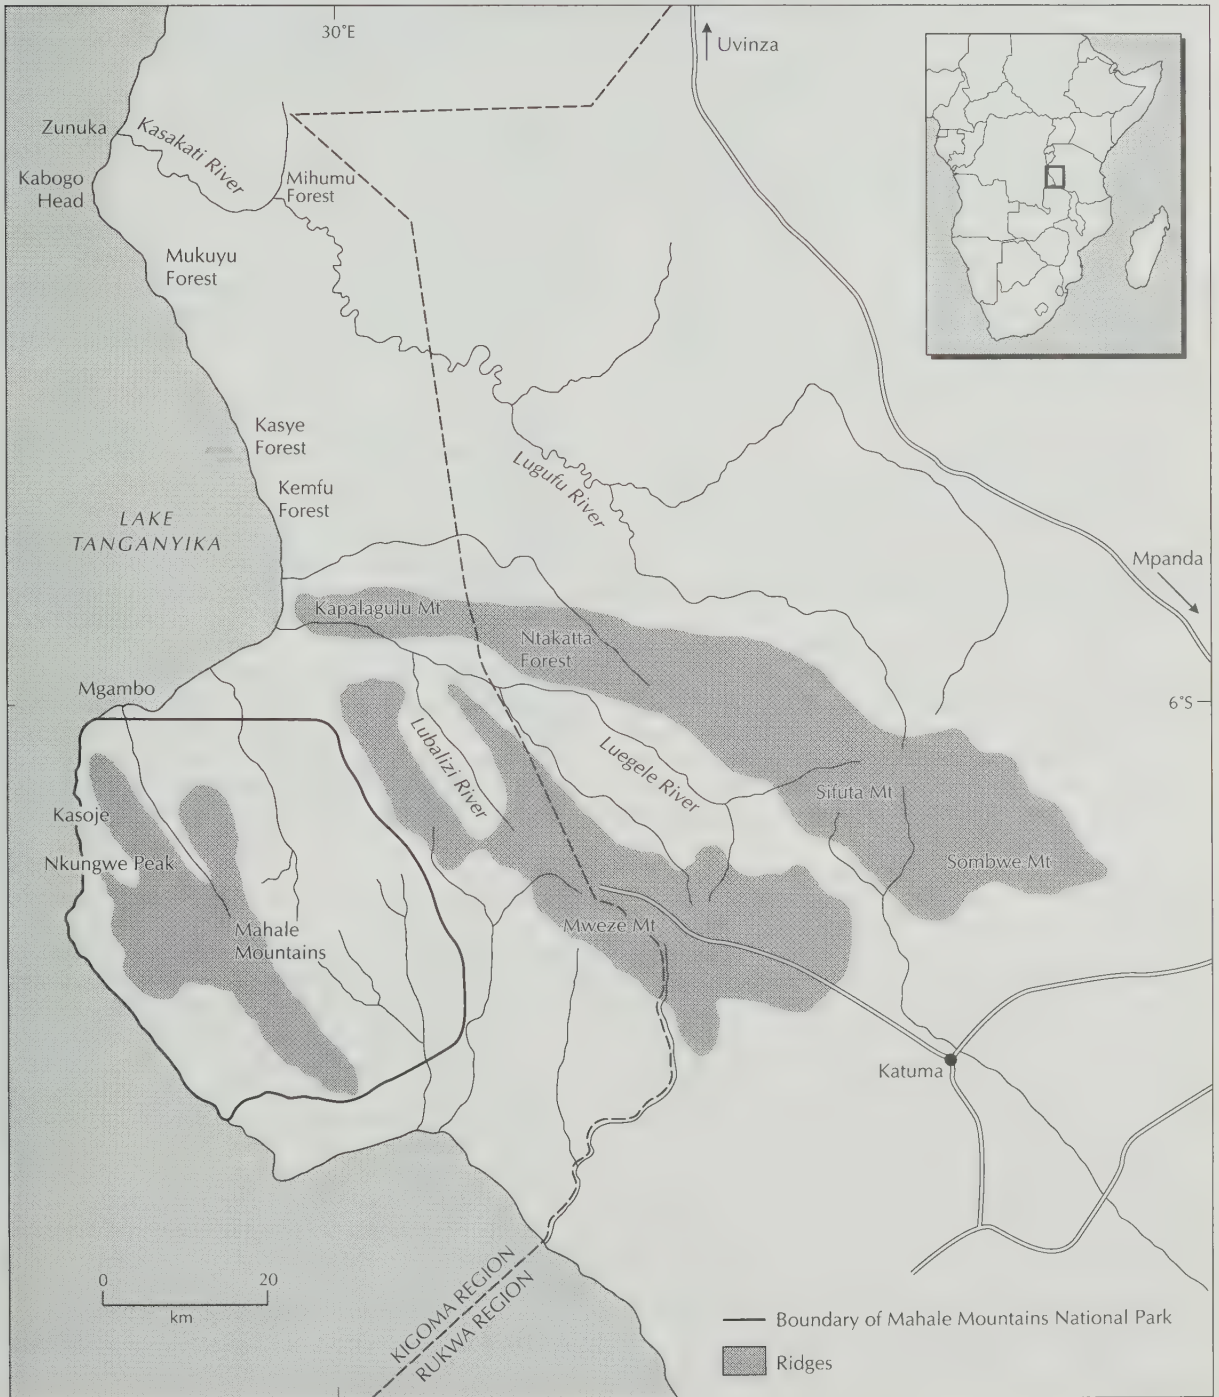 30°E
Uvinza
Zunuka
Kasakati River
Kabogo
Head
Mihumu
Forest
Mukuyu
Forest
Kasye
Forest
Kemfu
Forest
Lugufu River
LAKE
TANGANYIKA
Mpanda
Kapalagulu Mt
Ntakatta
Forest
Mgambo
6°S
Lubalizi River
Luegele River
Kasoje
Sifuta Mt
Nkungwe Peak
Sombwe Mt
Mahale
Mountains
Mweze Mt
Katuma
0 20
km
KIGOMA REGION
RUKWA REGION
Boundary of Mahale Mountains National Park
Ridges